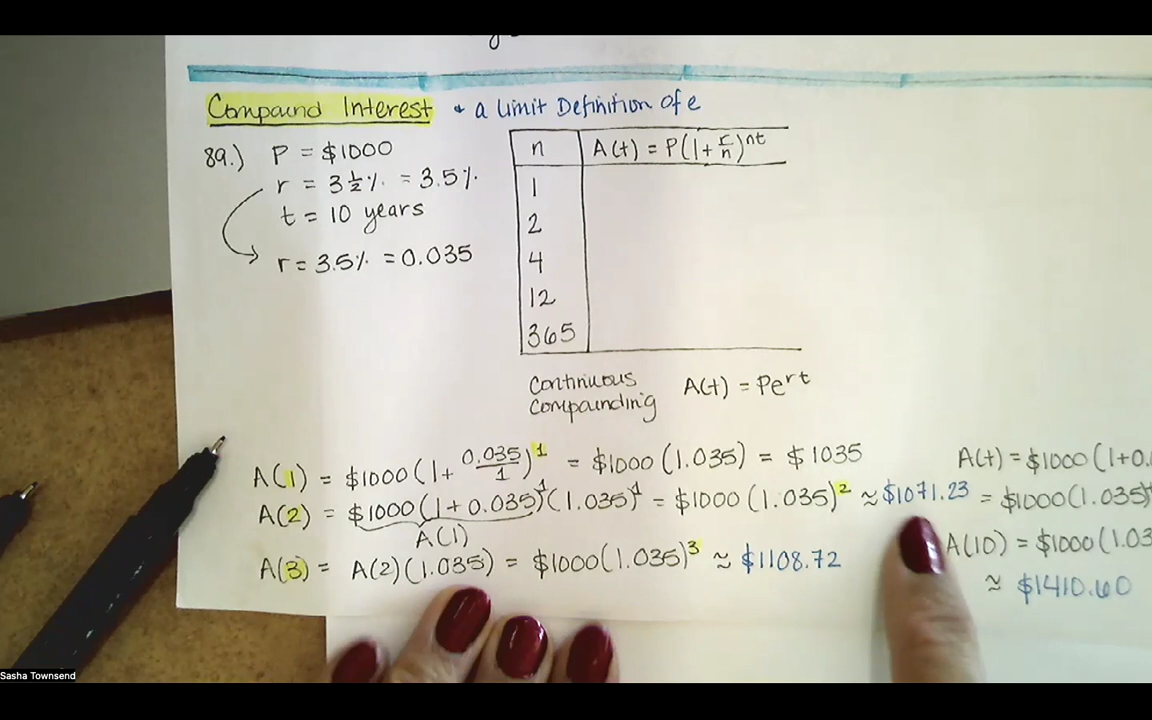 Compound Interest + a Limit Definition of e
89.) P = $1000
r = 3 ½% = 3.5%
t = 10 years
r = 3.5% = 0.035
n A(t) = P(1+ r/n)^nt
1
2
4
12
365
Continuous
Compounding A(t) = Pe^rt
A(1) = $1000(1+ 0.035/1)^1 = $1000(1.035) = $1035
A(2) = $1000(1+0.035)^1(1.035)^1 = $1000(1.035)^2 ≈ $1071.23
A(1)
A(3) = A(2)(1.035) = $1000(1.035)^3 ≈ $1108.72
A(t) = $1000(1+0.
= $1000(1.035)
A(10) = $1000(1.03
≈ $1410.60
Sasha Townsend